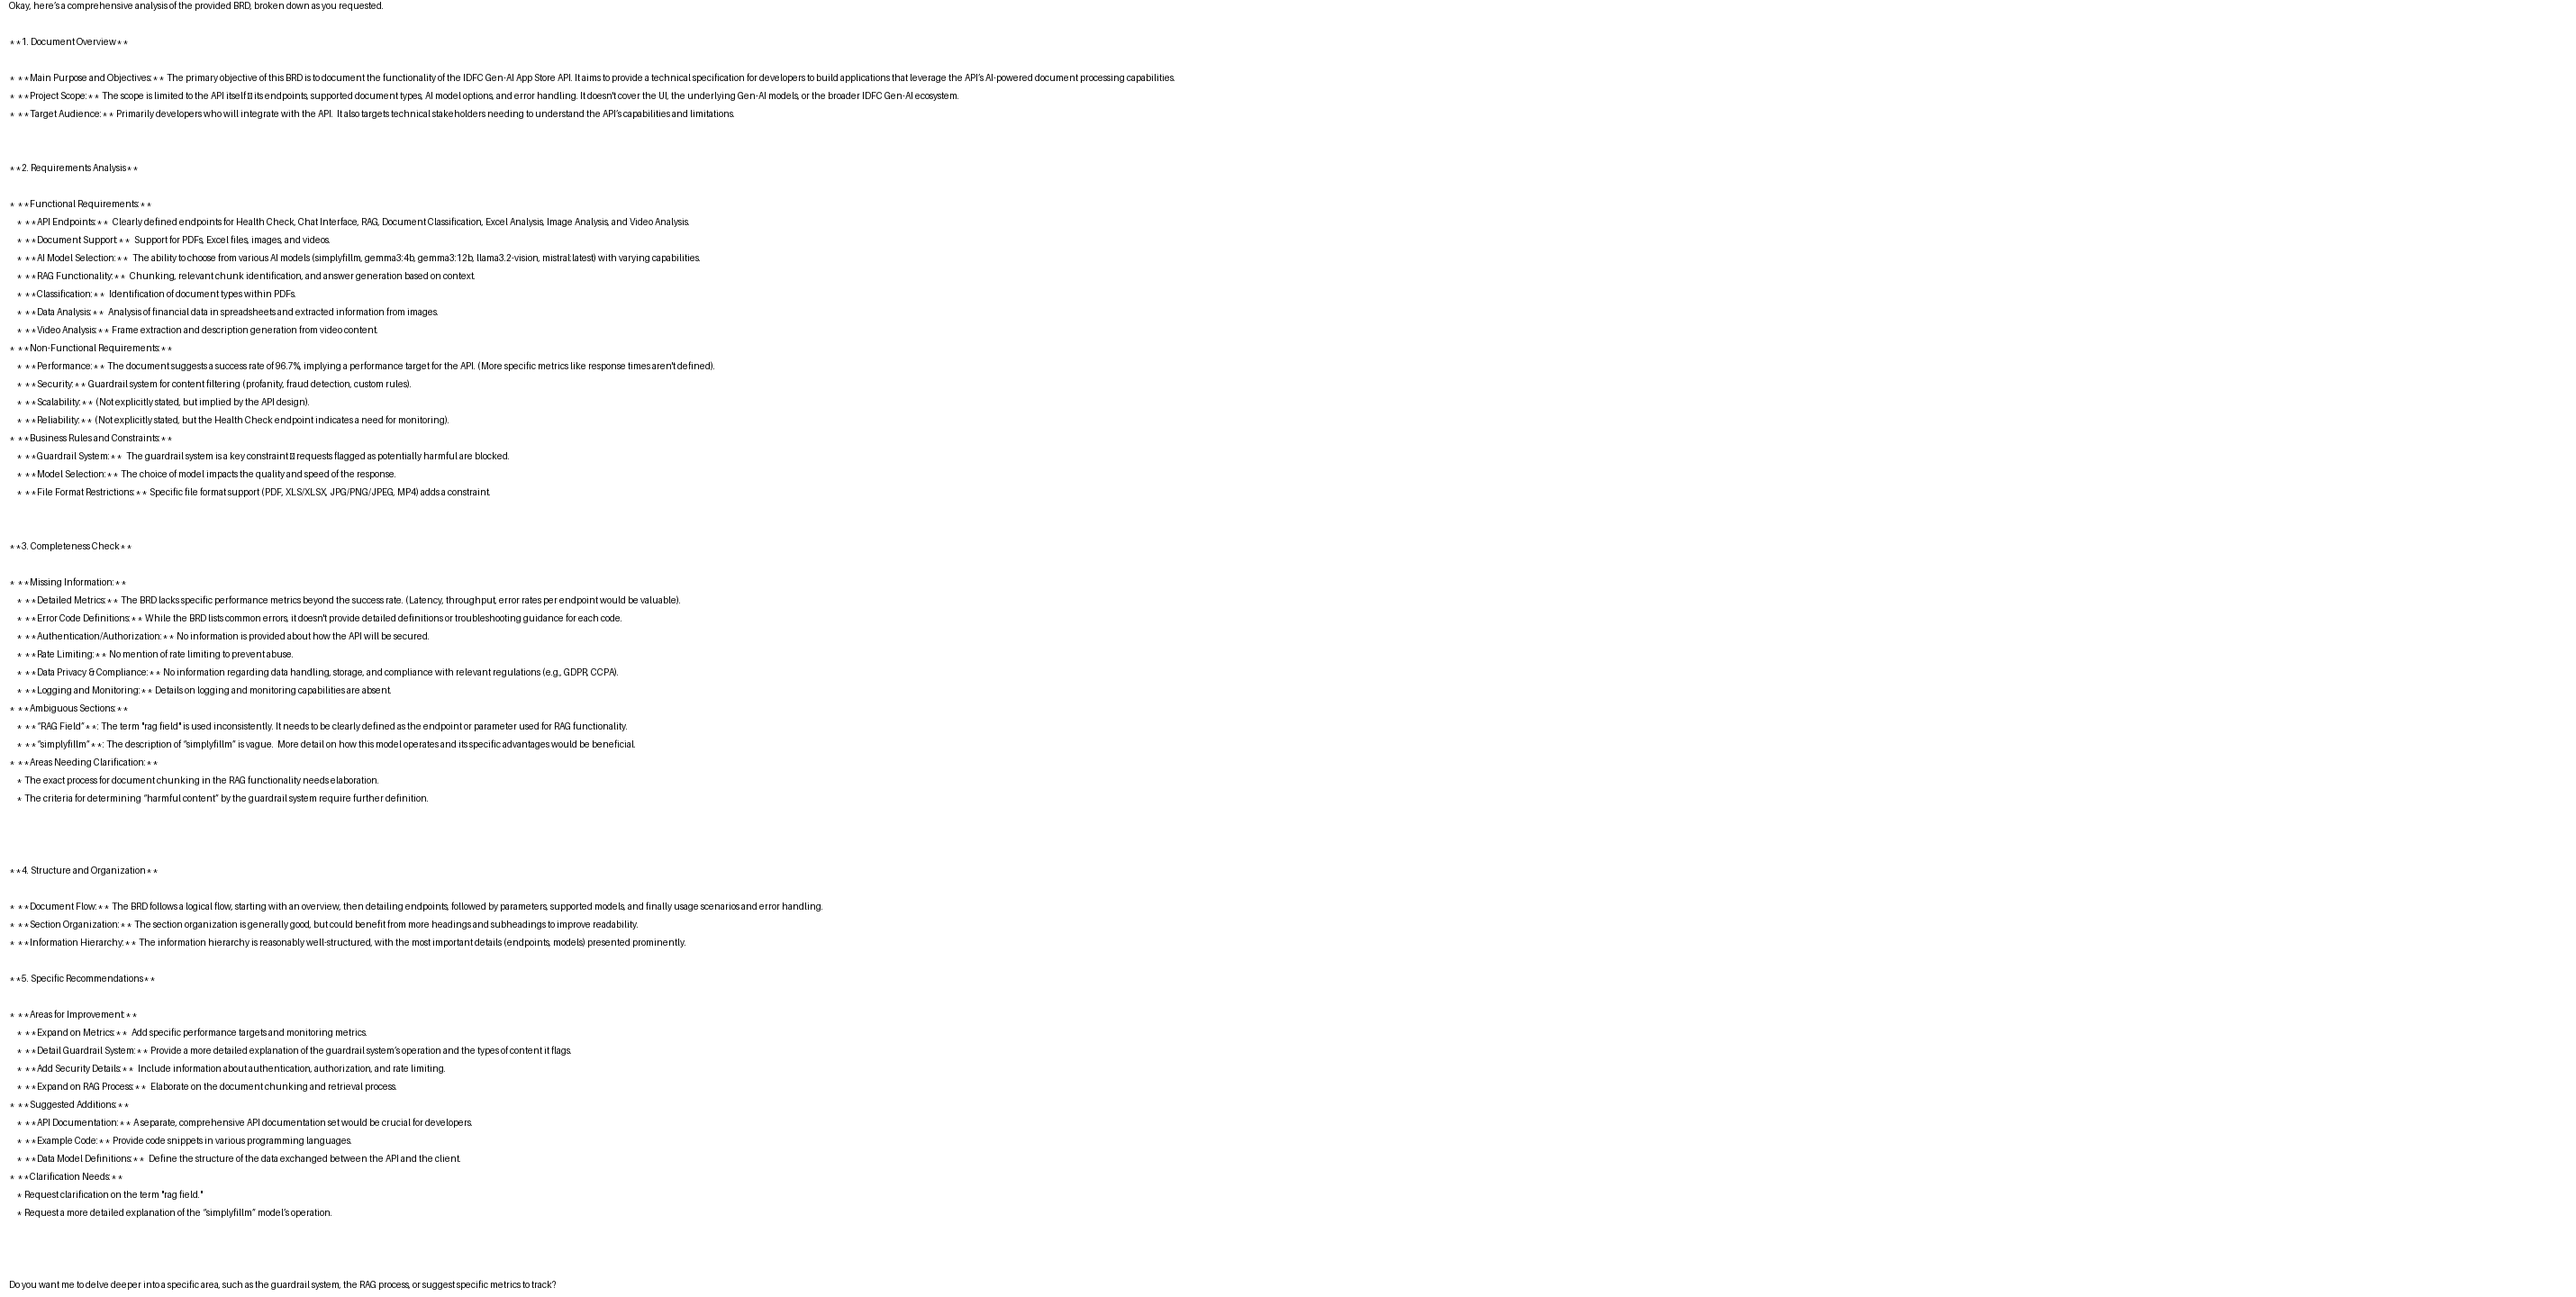 Okay, here's a comprehensive analysis of the provided BRD, broken down as you requested.
**1. Document Overview**
* **Main Purpose and Objectives:** The primary objective of this BRD is to document the functionality of the IDFC Gen-AI App Store API. It aims to provide a technical specification for developers to build applications that leverage the API's AI-powered document processing capabilities.
* **Project Scope:** The scope is limited to the API itself its endpoints, supported document types, AI model options, and error handling. It doesn't cover the UI, the underlying Gen-AI models, or the broader IDFC Gen-AI ecosystem.
* **Target Audience:** Primarily developers who will integrate with the API. It also targets technical stakeholders needing to understand the API's capabilities and limitations.
**2. Requirements Analysis**
* **Functional Requirements:**
* **API Endpoints:** Clearly defined endpoints for Health Check, Chat Interface, RAG, Document Classification, Excel Analysis, Image Analysis, and Video Analysis.
* **Document Support:** Support for PDFs, Excel files, images, and videos.
* **AI Model Selection:** The ability to choose from various AI models (simplyfillm, gemma3:4b, gemma3:12b, llama3.2-vision, mistral:latest) with varying capabilities.
* **RAG Functionality:** Chunking, relevant chunk identification, and answer generation based on context.
* **Classification:** Identification of document types within PDFs.
* **Data Analysis:** Analysis of financial data in spreadsheets and extracted information from images.
* **Video Analysis:** Frame extraction and description generation from video content.
* **Non-Functional Requirements:**
* **Performance:** The document suggests a success rate of 96.7%, implying a performance target for the API. (More specific metrics like response times aren't defined).
* **Security:** Guardrail system for content filtering (profanity, fraud detection, custom rules).
* **Scalability:** (Not explicitly stated, but implied by the API design).
* **Reliability:** (Not explicitly stated, but the Health Check endpoint indicates a need for monitoring).
* **Business Rules and Constraints:**
* **Guardrail System:** The guardrail system is a key constraint requests flagged as potentially harmful are blocked.
* **Model Selection:** The choice of model impacts the quality and speed of the response.
* **File Format Restrictions:** Specific file format support (PDF, XLS/XLSX, JPG/PNG/JPEG, MP4) adds a constraint.
**3. Completeness Check**
* **Missing Information:**
* **Detailed Metrics:** The BRD lacks specific performance metrics beyond the success rate. (Latency, throughput, error rates per endpoint would be valuable).
* **Error Code Definitions:** While the BRD lists common errors, it doesn't provide detailed definitions or troubleshooting guidance for each code.
* **Authentication/Authorization:** No information is provided about how the API will be secured.
* **Rate Limiting:** No mention of rate limiting to prevent abuse.
* **Data Privacy & Compliance:** No information regarding data handling, storage, and compliance with relevant regulations (e.g., GDPR, CCPA).
* **Logging and Monitoring:** Details on logging and monitoring capabilities are absent.
* **Ambiguous Sections:**
* **“RAG Field”**: The term "rag field" is used inconsistently. It needs to be clearly defined as the endpoint or parameter used for RAG functionality.
* **“simplyfillm”**: The description of “simplyfillm” is vague. More detail on how this model operates and its specific advantages would be beneficial.
* **Areas Needing Clarification:**
* The exact process for document chunking in the RAG functionality needs elaboration.
* The criteria for determining “harmful content” by the guardrail system require further definition.
**4. Structure and Organization**
* **Document Flow:** The BRD follows a logical flow, starting with an overview, then detailing endpoints, followed by parameters, supported models, and finally usage scenarios and error handling.
* **Section Organization:** The section organization is generally good, but could benefit from more headings and subheadings to improve readability.
* **Information Hierarchy:** The information hierarchy is reasonably well-structured, with the most important details (endpoints, models) presented prominently.
**5. Specific Recommendations**
* **Areas for Improvement:**
* **Expand on Metrics:** Add specific performance targets and monitoring metrics.
* **Detail Guardrail System:** Provide a more detailed explanation of the guardrail system's operation and the types of content it flags.
* **Add Security Details:** Include information about authentication, authorization, and rate limiting.
* **Expand on RAG Process:** Elaborate on the document chunking and retrieval process.
* **Suggested Additions:**
* **API Documentation:** A separate, comprehensive API documentation set would be crucial for developers.
* **Example Code:** Provide code snippets in various programming languages.
* **Data Model Definitions:** Define the structure of the data exchanged between the API and the client.
* **Clarification Needs:**
* Request clarification on the term "rag field."
* Request a more detailed explanation of the “simplyfillm” model's operation.
Do you want me to delve deeper into a specific area, such as the guardrail system, the RAG process, or suggest specific metrics to track?